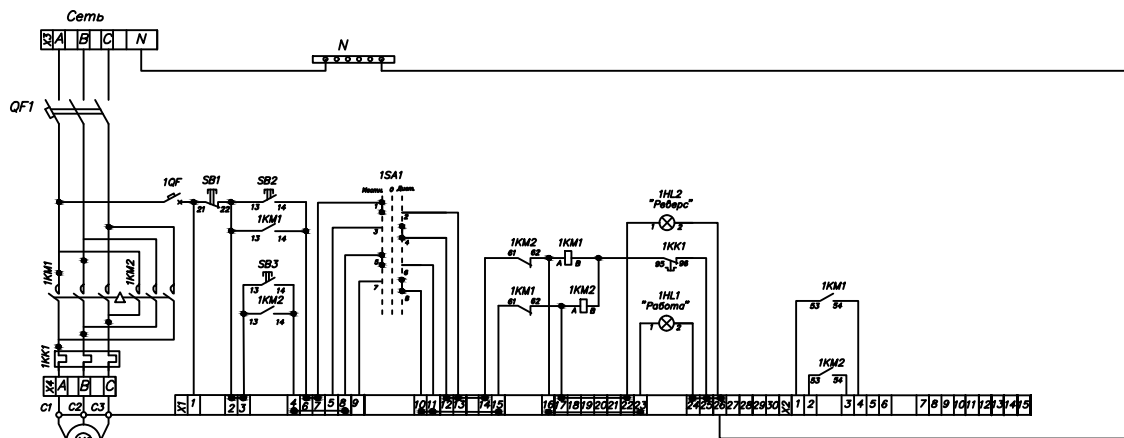 Сеть
X3 A B C N
N
QF1
1QF
SB1
SB2
1SA1
Местн. 0 Дист.
21 22
13 14
1KM1
13 14
1 2
3 4
5 6
7 8
SB3
13 14
1KM2
13 14
1HL2
"Реверс"
1 2
1KM2
61 62
1KM1
A B
1KK1
95 96
1KM1
61 62
1KM2
A B
1HL1
"Работа"
1 2
1KM1
53 54
1KM2
53 54
1KM1
1KM2
1KK1
X4 A B C
C1 C2 C3
X1 1 2 3 4 6 7 5 8 9 10 11 12 13 14 15 16 17 18 19 20 21 22 23 24 25 26 27 28 29 30
X2 1 2 3 4 5 6 7 8 9 10 11 12 13 14 15